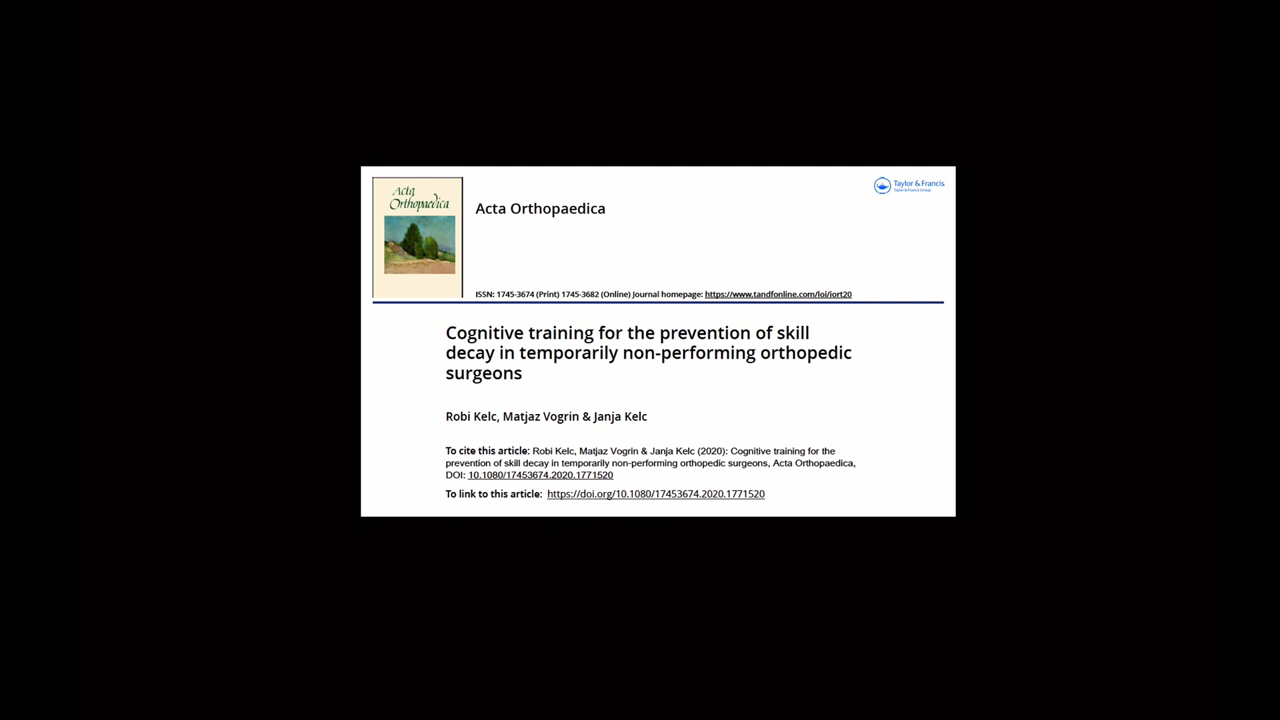 Acta
Orthopaedica
Taylor & Francis
Taylor & Francis Group
Acta Orthopaedica
ISSN: 1745-3674 (Print) 1745-3682 (Online) Journal homepage: https://www.tandfonline.com/loi/iort20
Cognitive training for the prevention of skill
decay in temporarily non-performing orthopedic
surgeons
Robi Kelc, Matjaz Vogrin & Janja Kelc
To cite this article: Robi Kelc, Matjaz Vogrin & Janja Kelc (2020): Cognitive training for the
prevention of skill decay in temporarily non-performing orthopedic surgeons, Acta Orthopaedica,
DOI: 10.1080/17453674.2020.1771520
To link to this article: https://doi.org/10.1080/17453674.2020.1771520